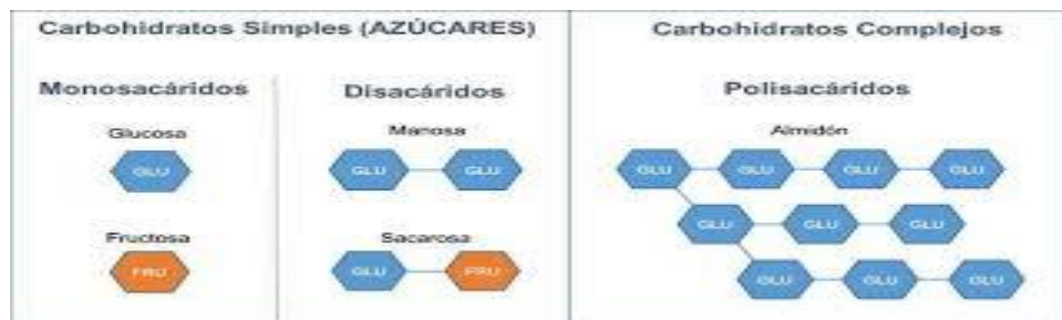 Carbohidratos Simples (AZÚCARES)
Monosacáridos
Glucosa
GLU
Fructosa
FRU
Disacáridos
Manosa
GLU GLU
Sacarosa
GLU FRU
Carbohidratos Complejos
Polisacáridos
Almidón
GLU GLU GLU GLU
GLU GLU GLU
GLU GLU GLU